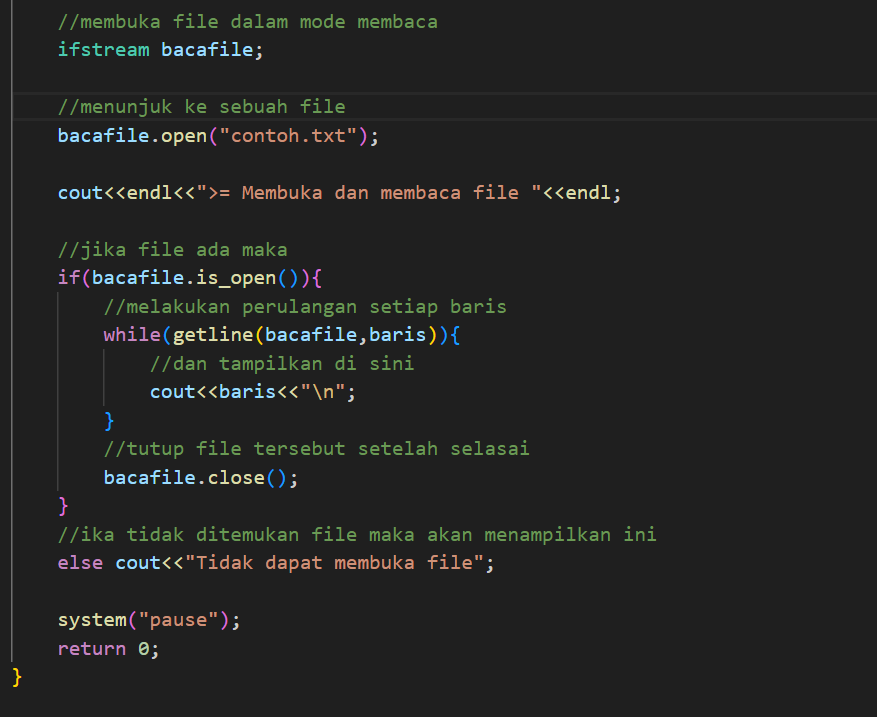 //membuka file dalam mode membaca
ifstream bacafile;
//menunjuk ke sebuah file
bacafile.open("contoh.txt");
cout<<endl<<">= Membuka dan membaca file "<<endl;
//jika file ada maka
if(bacafile.is_open()){
//melakukan perulangan setiap baris
while(getline(bacafile,baris)){
//dan tampilkan di sini
cout<<baris<<"\n";
}
//tutup file tersebut setelah selasai
bacafile.close();
}
//ika tidak ditemukan file maka akan menampilkan ini
else cout<<"Tidak dapat membuka file";
system("pause");
return 0;
}